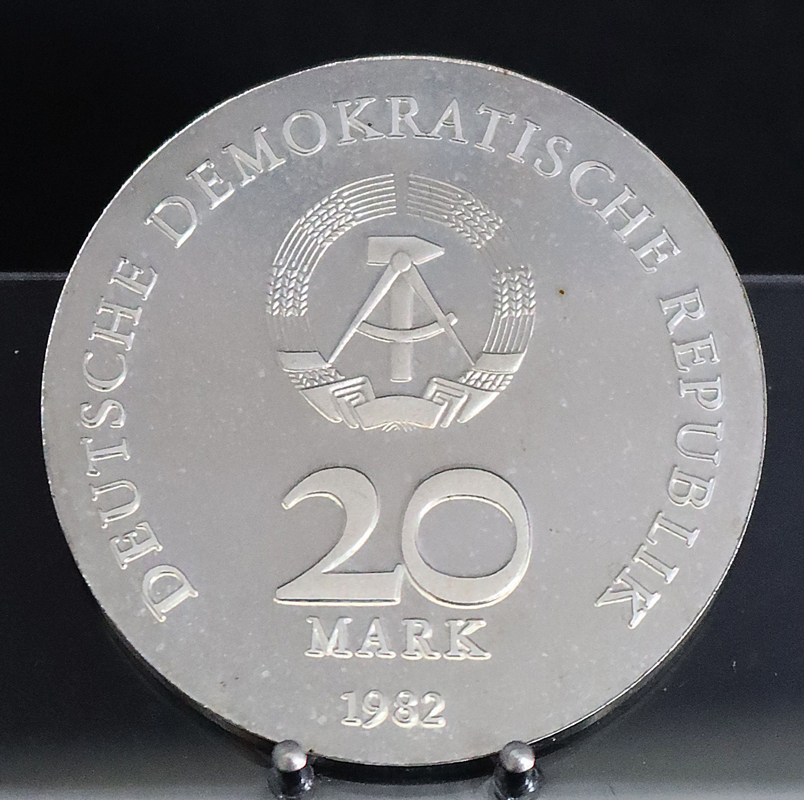 DEUTSCHE DEMOKRATISCHE REPUBLIK
20
MARK
1982